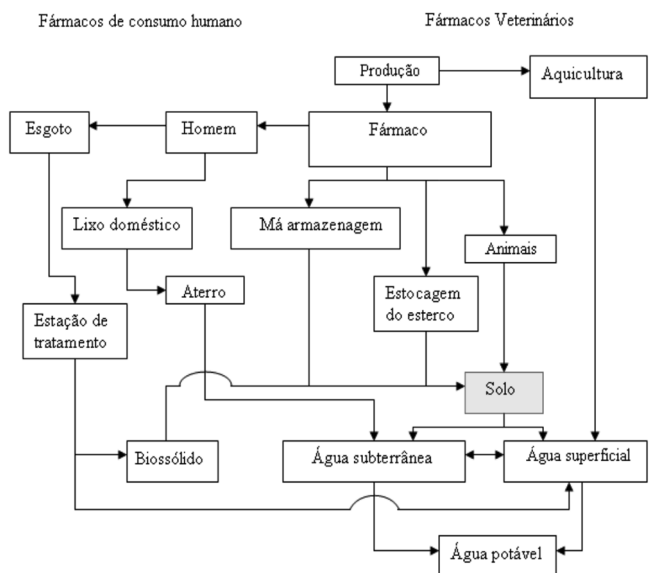 Fármacos de consumo humano
Fármacos Veterinários
Produção
Aquicultura
Esgoto
Homem
Fármaco
Lixo doméstico
Má armazenagem
Animais
Aterro
Estocagem
do esterco
Estação de
tratamento
Solo
Biossólido
Água subterrânea
Água superficial
Água potável